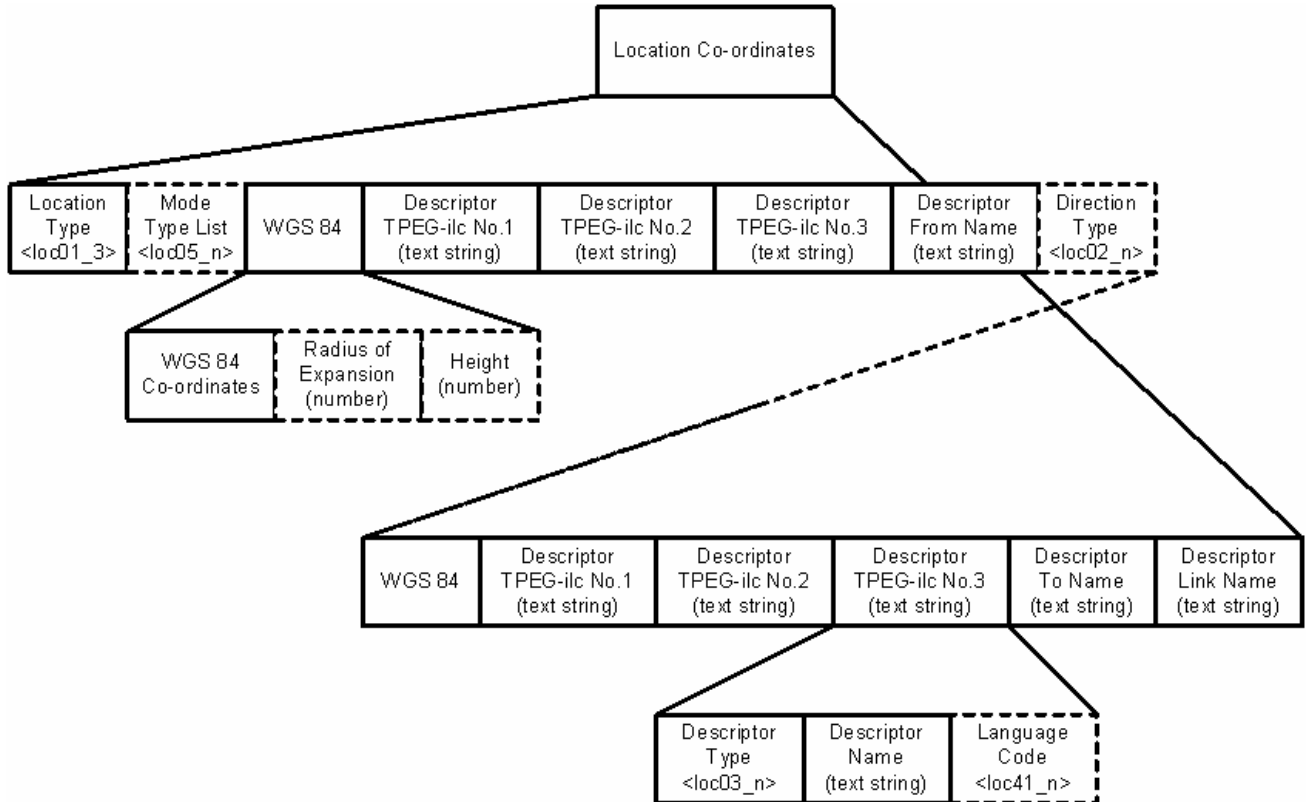 Location Co-ordinates
Location
Type
<loc01_3>
Mode
Type List
<loc05_n>
WGS 84
Descriptor
TPEG-ilc No.1
(text string)
Descriptor
TPEG-ilc No.2
(text string)
Descriptor
TPEG-ilc No.3
(text string)
Descriptor
From Name
(text string)
Direction
Type
<loc02_n>
WGS 84
Co-ordinates
Radius of
Expansion
(number)
Height
(number)
WGS 84
Descriptor
TPEG-ilc No.1
(text string)
Descriptor
TPEG-ilc No.2
(text string)
Descriptor
TPEG-ilc No.3
(text string)
Descriptor
To Name
(text string)
Descriptor
Link Name
(text string)
Descriptor
Type
<loc03_n>
Descriptor
Name
(text string)
Language
Code
<loc41_n>